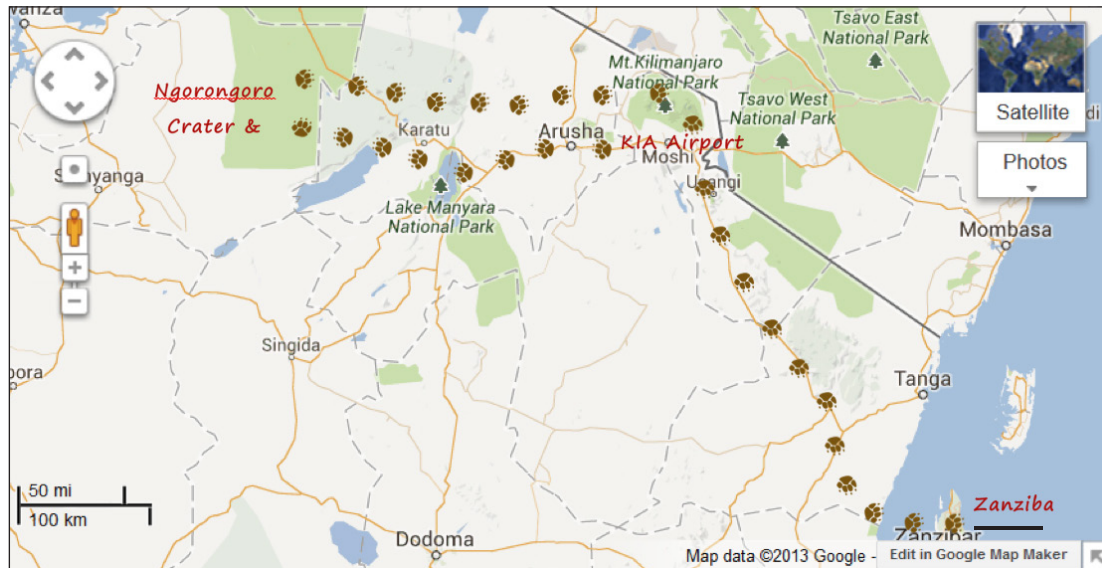 wanza
Tsavo East
National Park
Mt.Kilimanjaro
National Park
Satellite
Ngorongoro
Crater &
Tsavo West
National Park
Karatu
Arusha
KIA Airport
Moshi
Photos
Lake Manyara
National Park
Mombasa
Singida
Tanga
50 mi
100 km
Dodoma
Zanziba
Zanzibar
Map data ©2013 Google -
Edit in Google Map Maker